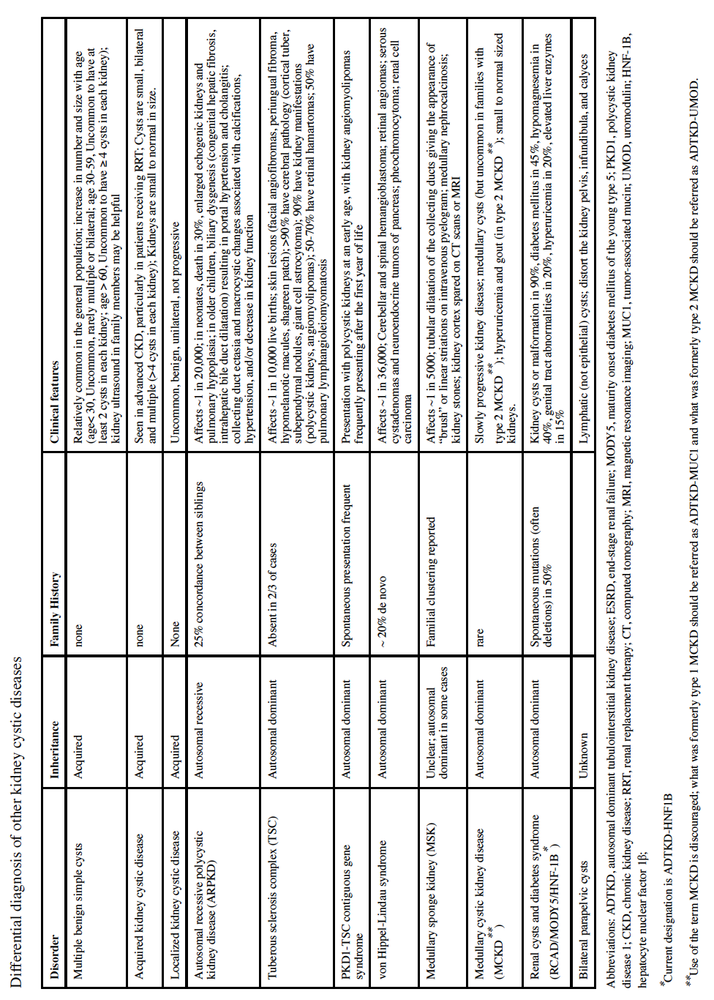 Differential diagnosis of other kidney cystic diseases
Disorder
Inheritance
Family History
Clinical features
Multiple benign simple cysts
Acquired
none
Relatively common in the general population; increase in number and size with age
(age< 30, Uncommon, rarely multiple or bilateral; age 30-59, Uncommon to have at
least 2 cysts in each kidney; age > 60, Uncommon to have ≥ 4 cysts in each kidney);
kidney ultrasound in family members may be helpful
Acquired kidney cystic disease
Acquired
none
Seen in advanced CKD, particularly in patients receiving RRT; Cysts are small, bilateral
and multiple (>4 cysts in each kidney); Kidneys are small to normal in size.
Localized kidney cystic disease
Acquired
None
Uncommon, benign, unilateral, not progressive
Autosomal recessive polycystic
kidney disease (ARPKD)
Autosomal recessive
25% concordance between siblings
Affects ~1 in 20,000; in neonates, death in 30%, enlarged echogenic kidneys and
pulmonary hypoplasia; in older children, biliary dysgenesis (congenital hepatic fibrosis,
intrahepatic bile duct dilatation) resulting in portal hypertension and cholangitis;
collecting duct ectasia and macrocystic changes associated with calcifications,
hypertension, and/or decrease in kidney function
Tuberous sclerosis complex (TSC)
Autosomal dominant
Absent in 2/3 of cases
Affects ~1 in 10,000 live births; skin lesions (facial angiofibromas, periungual fibroma,
hypomelanotic macules, shagreen patch); >90% have cerebral pathology (cortical tuber,
subependymal nodules, giant cell astrocytoma); 90% have kidney manifestations
(polycystic kidneys, angiomyolipomas); 50-70% have retinal hamartomas; 50% have
pulmonary lymphangioleiomyomatosis
PKD1-TSC contiguous gene
syndrome
Autosomal dominant
Spontaneous presentation frequent
Presentation with polycystic kidneys at an early age, with kidney angiomyolipomas
frequently presenting after the first year of life
von Hippel-Lindau syndrome
Autosomal dominant
~ 20% de novo
Affects ~1 in 36,000; Cerebellar and spinal hemangioblastoma; retinal angiomas; serous
cystadenomas and neuroendocrine tumors of pancreas; pheochromocytoma; renal cell
carcinoma
Medullary sponge kidney (MSK)
Unclear; autosomal
dominant in some cases
Familial clustering reported
Affects ~1 in 5000; tubular dilatation of the collecting ducts giving the appearance of
“brush” or linear striations on intravenous pyelogram; medullary nephrocalcinosis;
kidney stones; kidney cortex spared on CT scans or MRI
Medullary cystic kidney disease
(MCKD**)
Autosomal dominant
rare
Slowly progressive kidney disease; medullary cysts (but uncommon in families with
type 2 MCKD**); hyperuricemia and gout (in type 2 MCKD**); small to normal sized
kidneys.
Renal cysts and diabetes syndrome
(RCAD/MODY5/HNF-1B*)
Autosomal dominant
Spontaneous mutations (often
deletions) in 50%
Kidney cysts or malformation in 90%, diabetes mellitus in 45%, hypomagnesemia in
40%, genital tract abnormalities in 20%, hyperuricemia in 20%, elevated liver enzymes
in 15%
Bilateral parapelvic cysts
Unknown
Lymphatic (not epithelial) cysts; distort the kidney pelvis, infundibula, and calyces
Abbreviations: ADTKD, autosomal dominant tubulointerstitial kidney disease; ESRD, end-stage renal failure; MODY5, maturity onset diabetes mellitus of the young type 5; PKD1, polycystic kidney
disease 1; CKD, chronic kidney disease; RRT, renal replacement therapy; CT, computed tomography; MRI, magnetic resonance imaging; MUC1, tumor-associated mucin; UMOD, uromodulin; HNF-1B,
hepatocyte nuclear factor 1β;
*Current designation is ADTKD-HNF1B
**Use of the term MCKD is discouraged; what was formerly type 1 MCKD should be referred as ADTKD-MUC1 and what was formerly type 2 MCKD should be referred as ADTKD-UMOD.